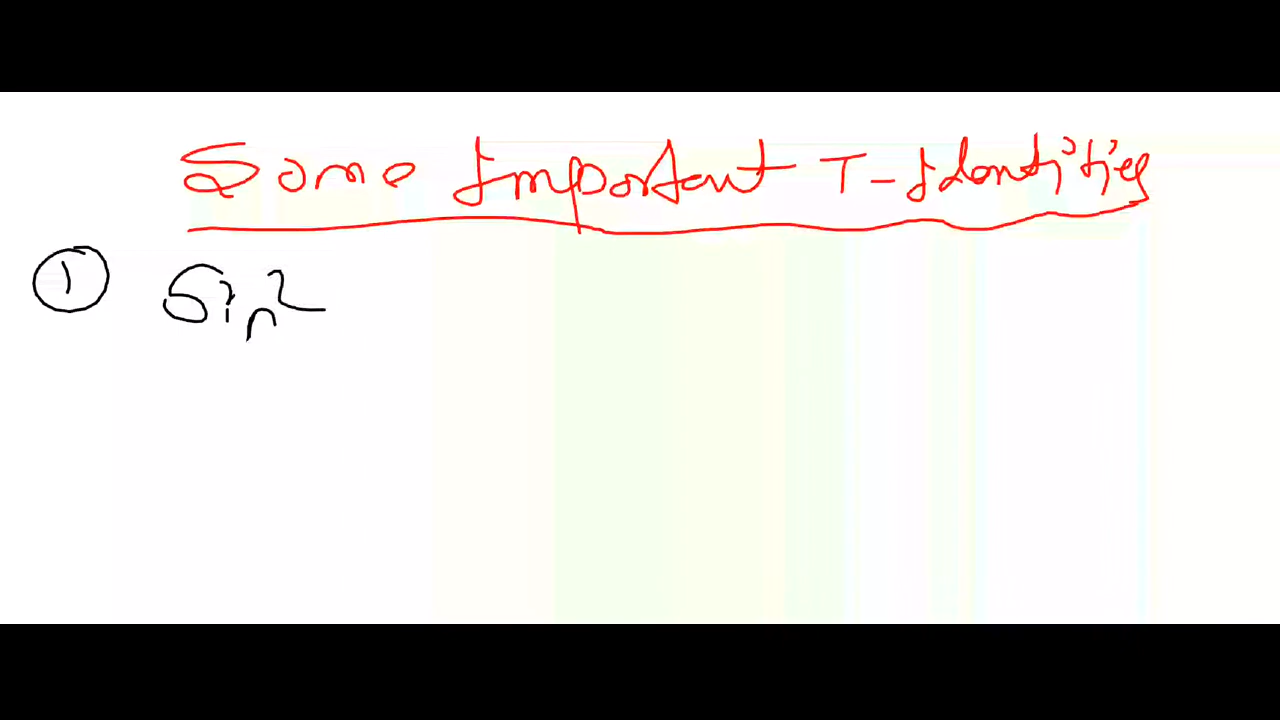 Some Important T-Identities
① Sin²